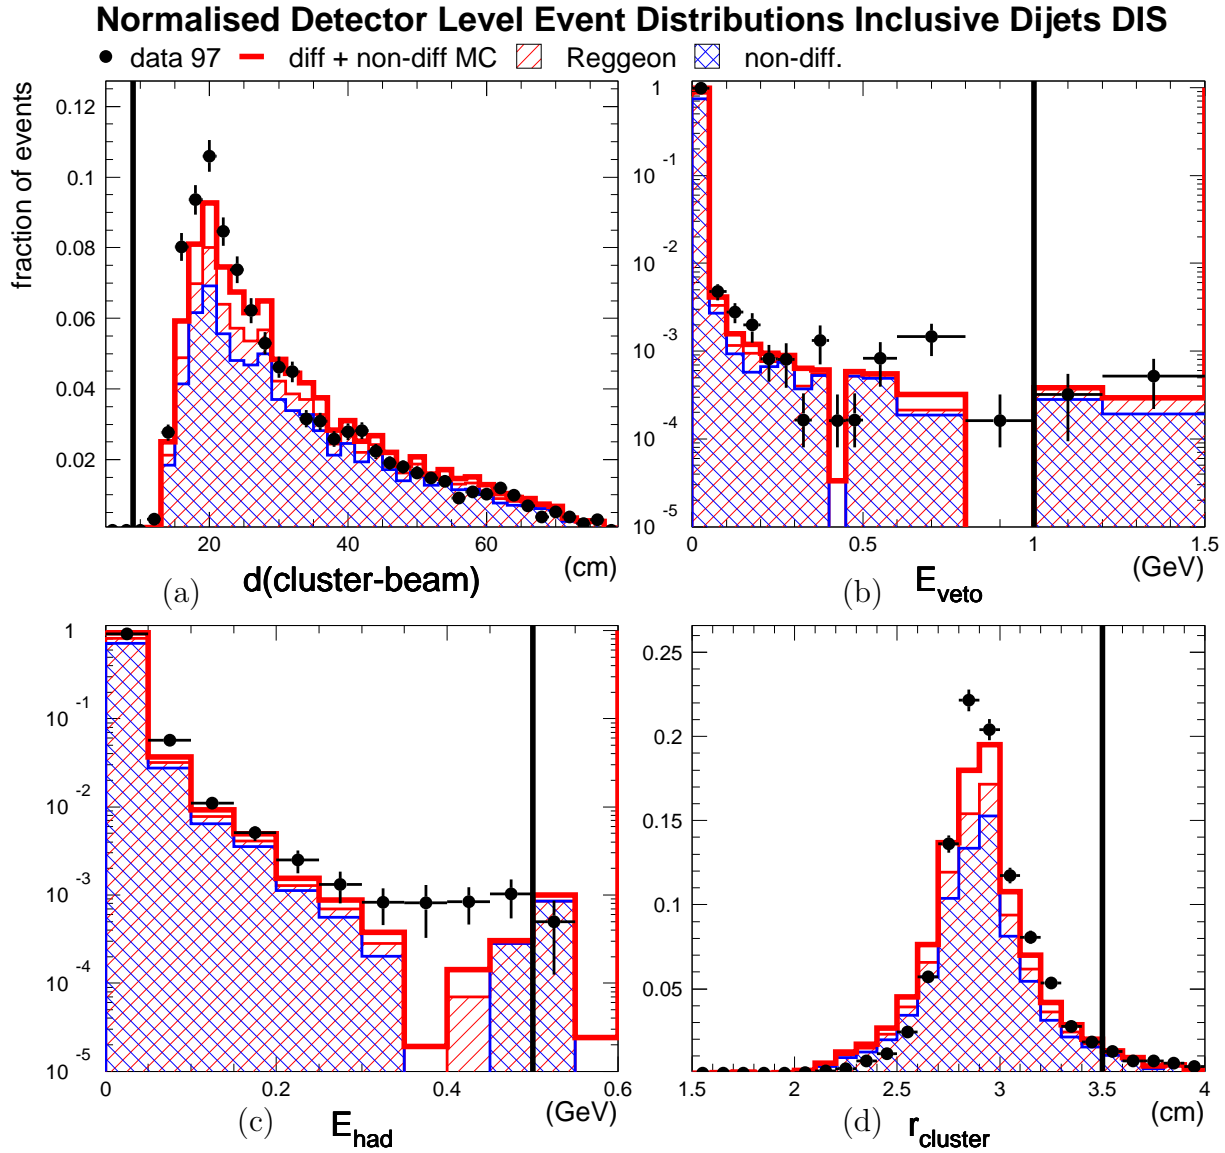 Normalised Detector Level Event Distributions Inclusive Dijets DIS
data 97 diff + non-diff MC Reggeon non-diff.
fraction of events
0.12
0.1
0.08
0.06
0.04
0.02
20 40 60
d(cluster-beam) (cm)
(a)
1
10 -1
10 -2
10 -3
10 -4
10 -5
0 0.5 1 1.5
E veto (GeV)
(b)
1
10 -1
10 -2
10 -3
10 -4
10 -5
0 0.2 0.4 0.6
E had (GeV)
(c)
0.25
0.2
0.15
0.1
0.05
1.5 2 2.5 3 3.5 4
r cluster (cm)
(d)